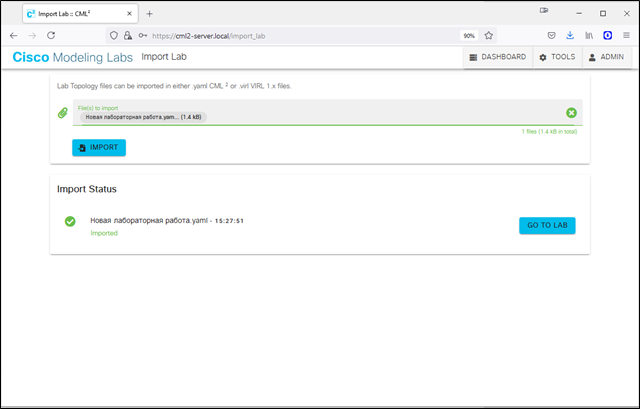 Import Lab :: CML²
https://cml2-server.local/import_lab
90%
Cisco Modeling Labs Import Lab
DASHBOARD
TOOLS
ADMIN
Lab Topology files can be imported in either .yaml CML ² or .virl VIRL 1.x files.
File(s) to import
Новая лабораторная работа.yam... (1.4 kB)
1 files (1.4 kB in total)
IMPORT
Import Status
Новая лабораторная работа.yaml - 15:27:51
Imported
GO TO LAB